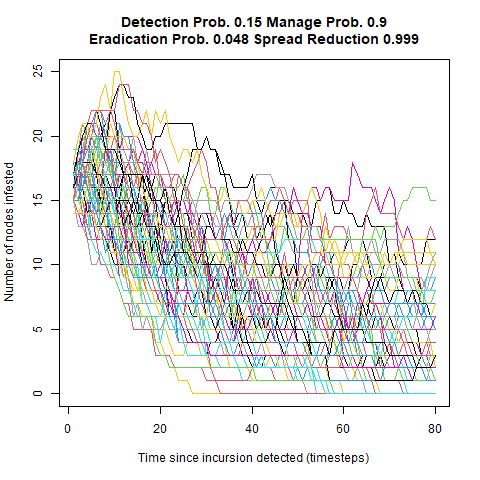 Detection Prob. 0.15 Manage Prob. 0.9
Eradication Prob. 0.048 Spread Reduction 0.999
Number of nodes infested
25
20
15
10
5
0
0 20 40 60 80
Time since incursion detected (timesteps)